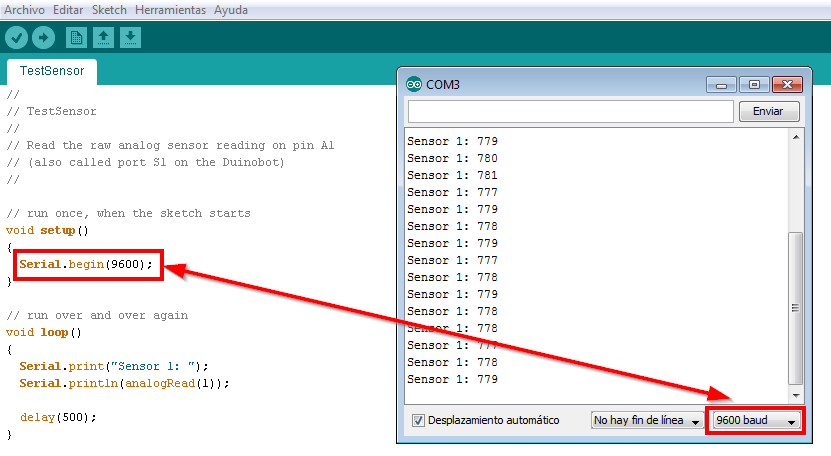 Archivo Editar Sketch Herramientas Ayuda
TestSensor
//
// TestSensor
//
// Read the raw analog sensor reading on pin A1
// (also called port S1 on the Duinobot)
//
// run once, when the sketch starts
void setup()
{
Serial.begin(9600);
}
// run over and over again
void loop()
{
Serial.print("Sensor 1: ");
Serial.println(analogRead(1));
delay(500);
}
COM3
Enviar
Sensor 1: 779
Sensor 1: 780
Sensor 1: 781
Sensor 1: 777
Sensor 1: 779
Sensor 1: 778
Sensor 1: 779
Sensor 1: 777
Sensor 1: 778
Sensor 1: 779
Sensor 1: 778
Sensor 1: 778
Sensor 1: 777
Sensor 1: 778
Sensor 1: 779
Desplazamiento automático
No hay fin de línea
9600 baud